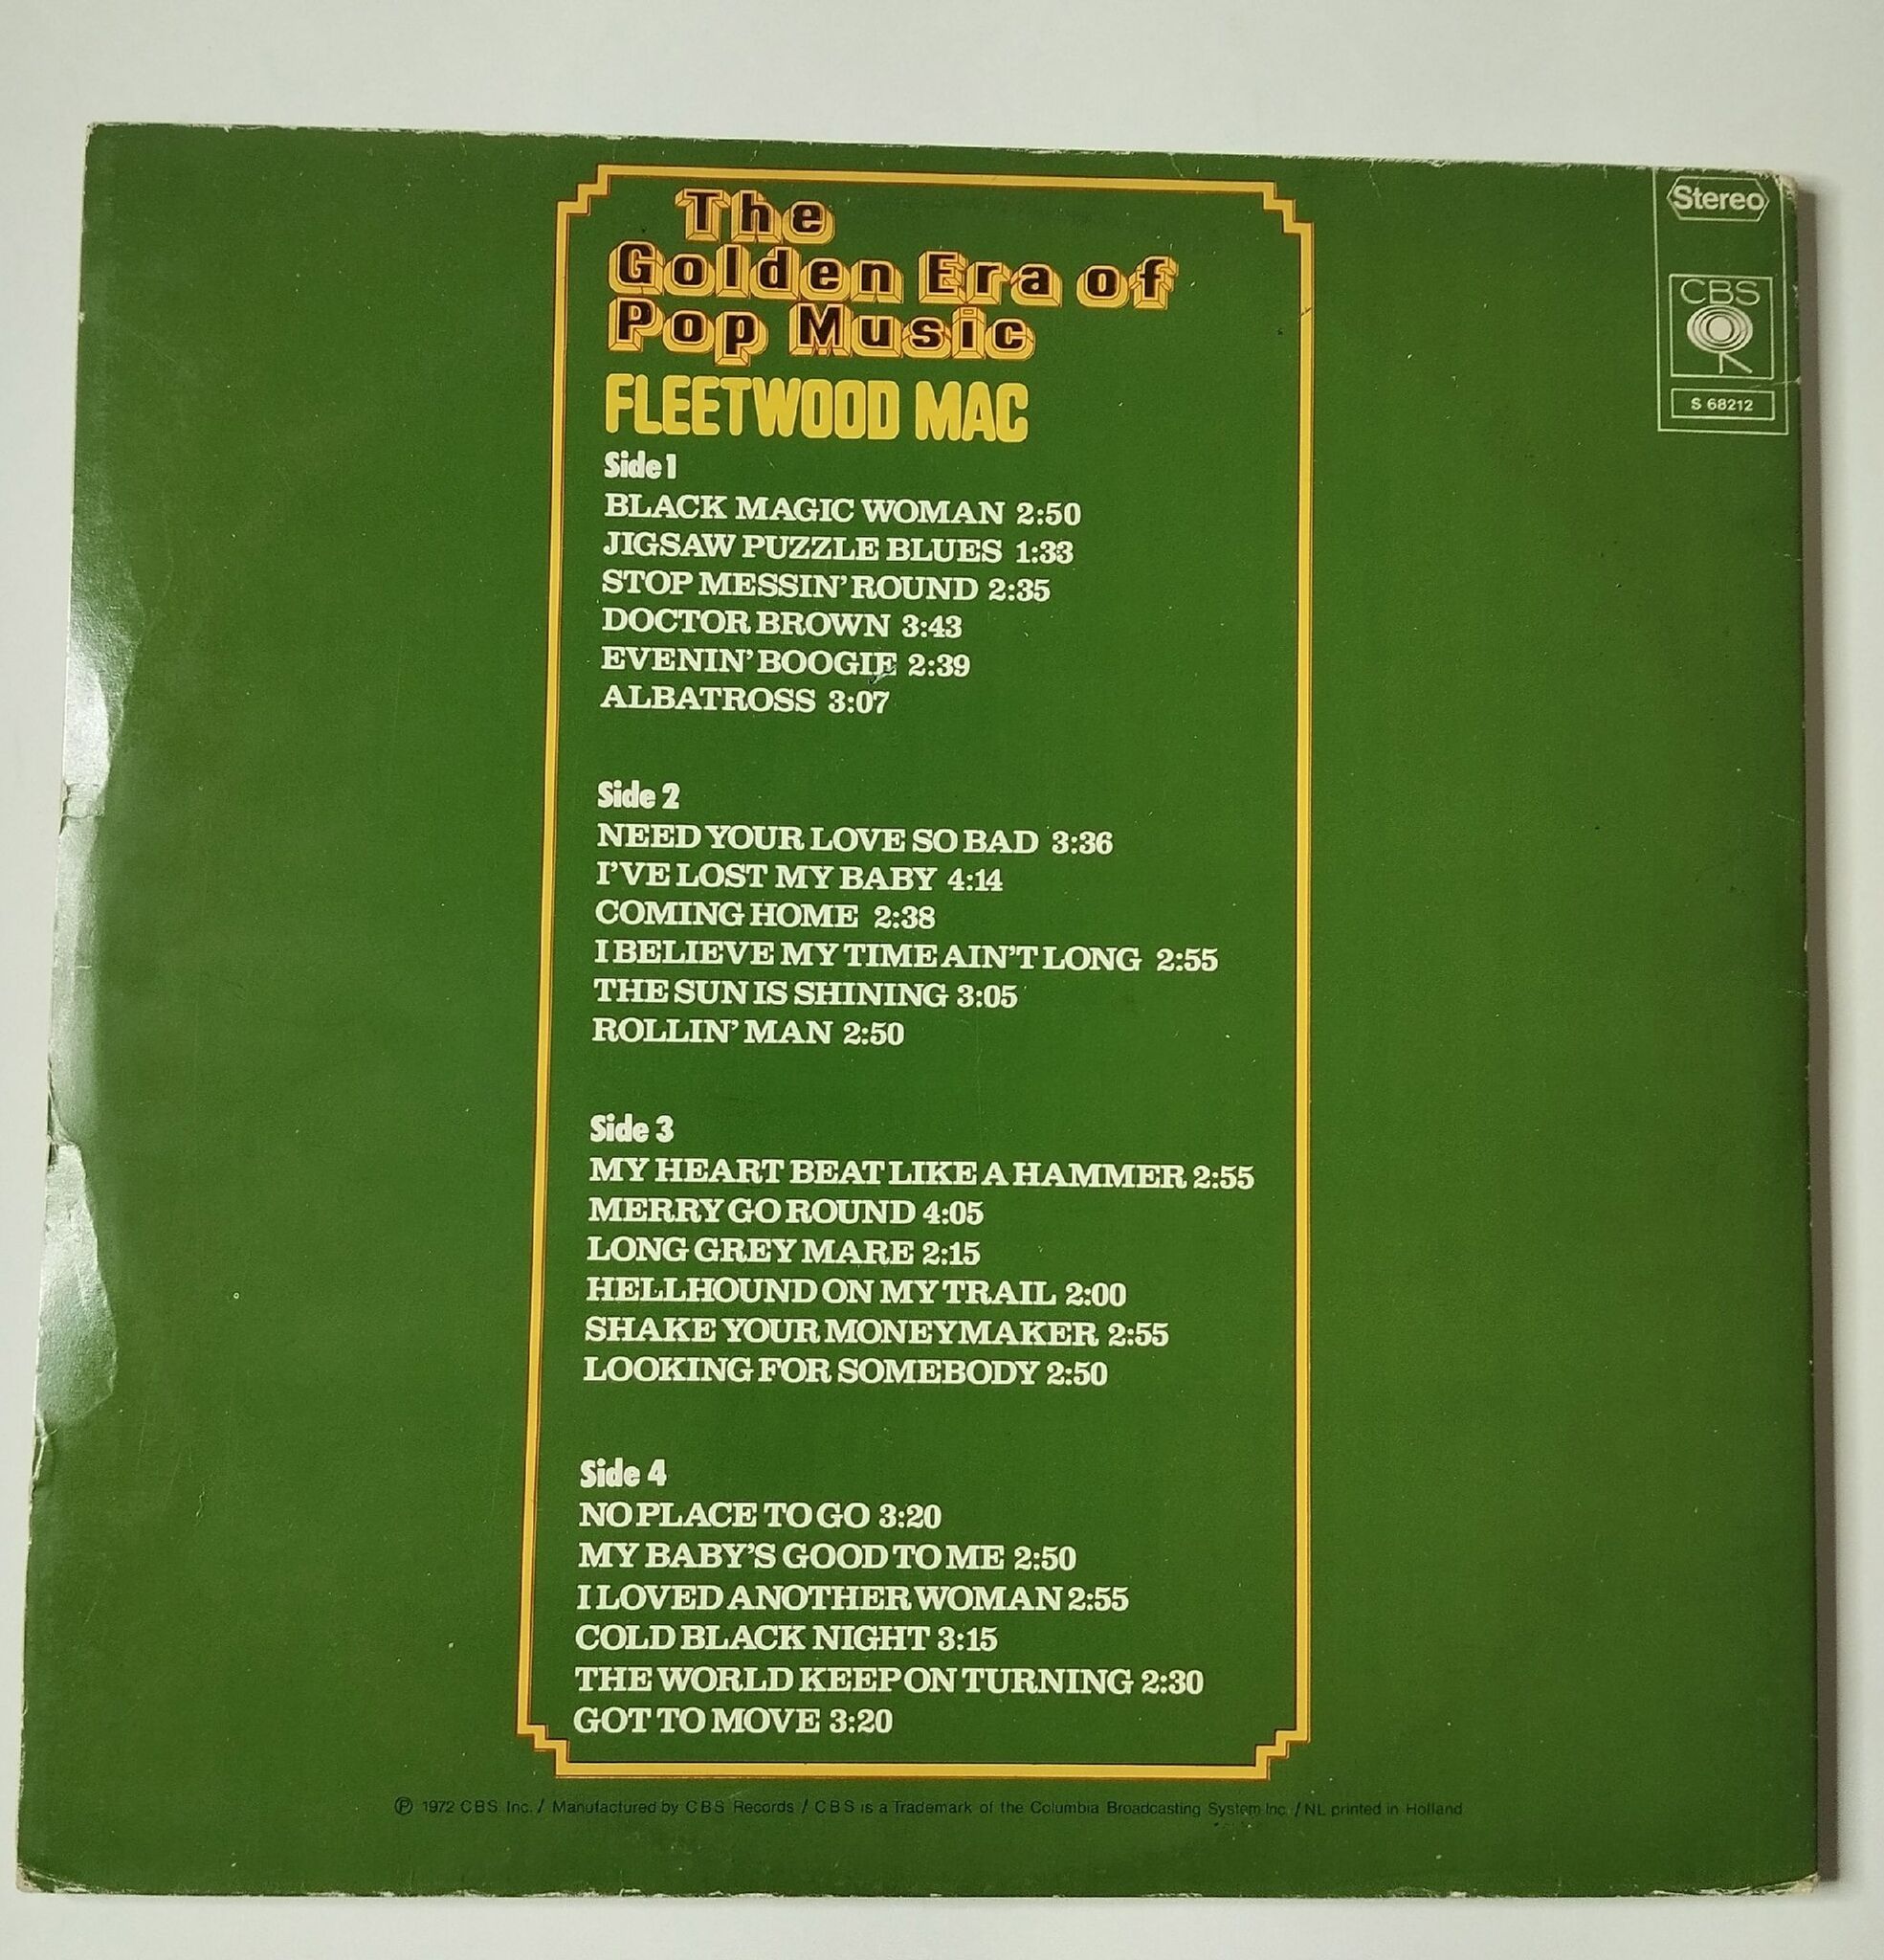 The
Golden Era of
Pop Music
FLEETWOOD MAC
Side 1
BLACK MAGIC WOMAN 2:50
JIGSAW PUZZLE BLUES 1:33
STOP MESSIN' ROUND 2:35
DOCTOR BROWN 3:43
EVENIN' BOOGIE 2:39
ALBATROSS 3:07
Side 2
NEED YOUR LOVE SO BAD 3:36
I'VE LOST MY BABY 4:14
COMING HOME 2:38
I BELIEVE MY TIME AIN'T LONG 2:55
THE SUN IS SHINING 3:05
ROLLIN' MAN 2:50
Side 3
MY HEART BEAT LIKE A HAMMER 2:55
MERRY GO ROUND 4:05
LONG GREY MARE 2:15
HELLHOUND ON MY TRAIL 2:00
SHAKE YOUR MONEYMAKER 2:55
LOOKING FOR SOMEBODY 2:50
Side 4
NO PLACE TO GO 3:20
MY BABY'S GOOD TO ME 2:50
I LOVED ANOTHER WOMAN 2:55
COLD BLACK NIGHT 3:15
THE WORLD KEEP ON TURNING 2:30
GOT TO MOVE 3:20
Ⓟ 1972 CBS Inc. / Manufactured by CBS Records / CBS is a Trademark of the Columbia Broadcasting System Inc. / NL printed in Holland
Stereo
CBS
S 68212